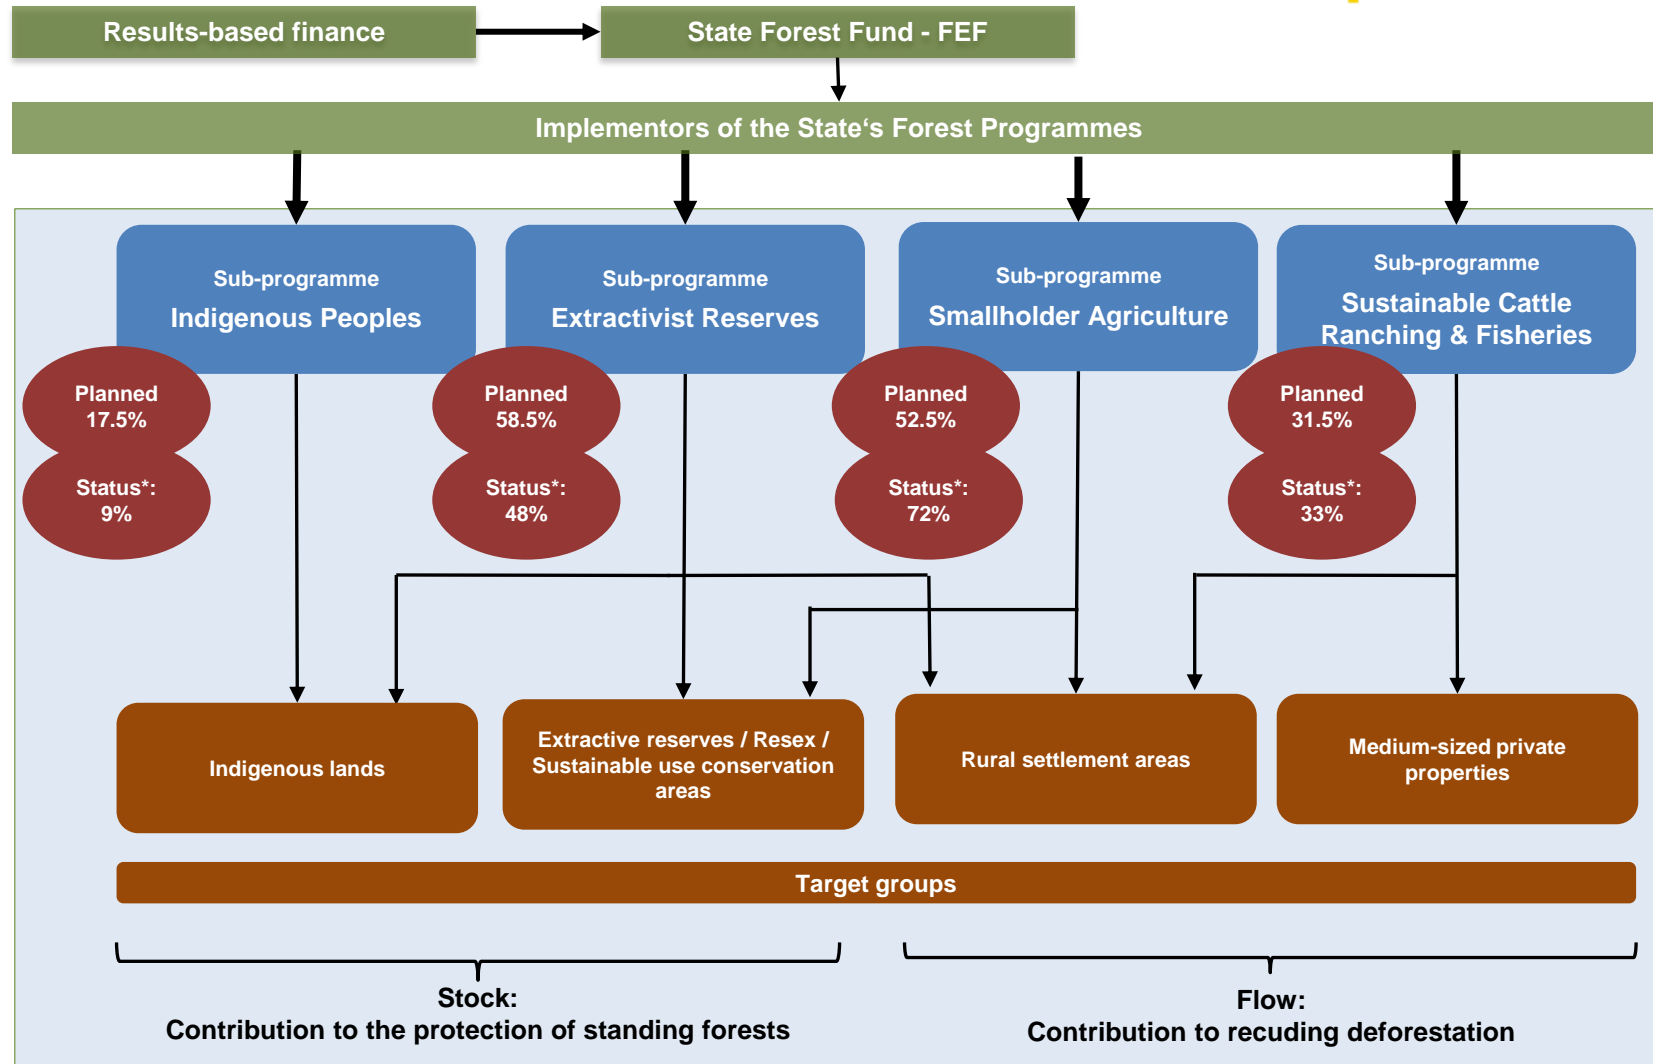 Results-based finance
State Forest Fund - FEF
Implementors of the State‘s Forest Programmes
Sub-programme
Indigenous Peoples
Sub-programme
Extractivist Reserves
Sub-programme
Smallholder Agriculture
Sub-programme
Sustainable Cattle
Ranching & Fisheries
Planned
17.5%
Planned
58.5%
Planned
52.5%
Planned
31.5%
Status*:
9%
Status*:
48%
Status*:
72%
Status*:
33%
Indigenous lands
Extractive reserves / Resex /
Sustainable use conservation
areas
Rural settlement areas
Medium-sized private
properties
Target groups
Stock:
Contribution to the protection of standing forests
Flow:
Contribution to recuding deforestation